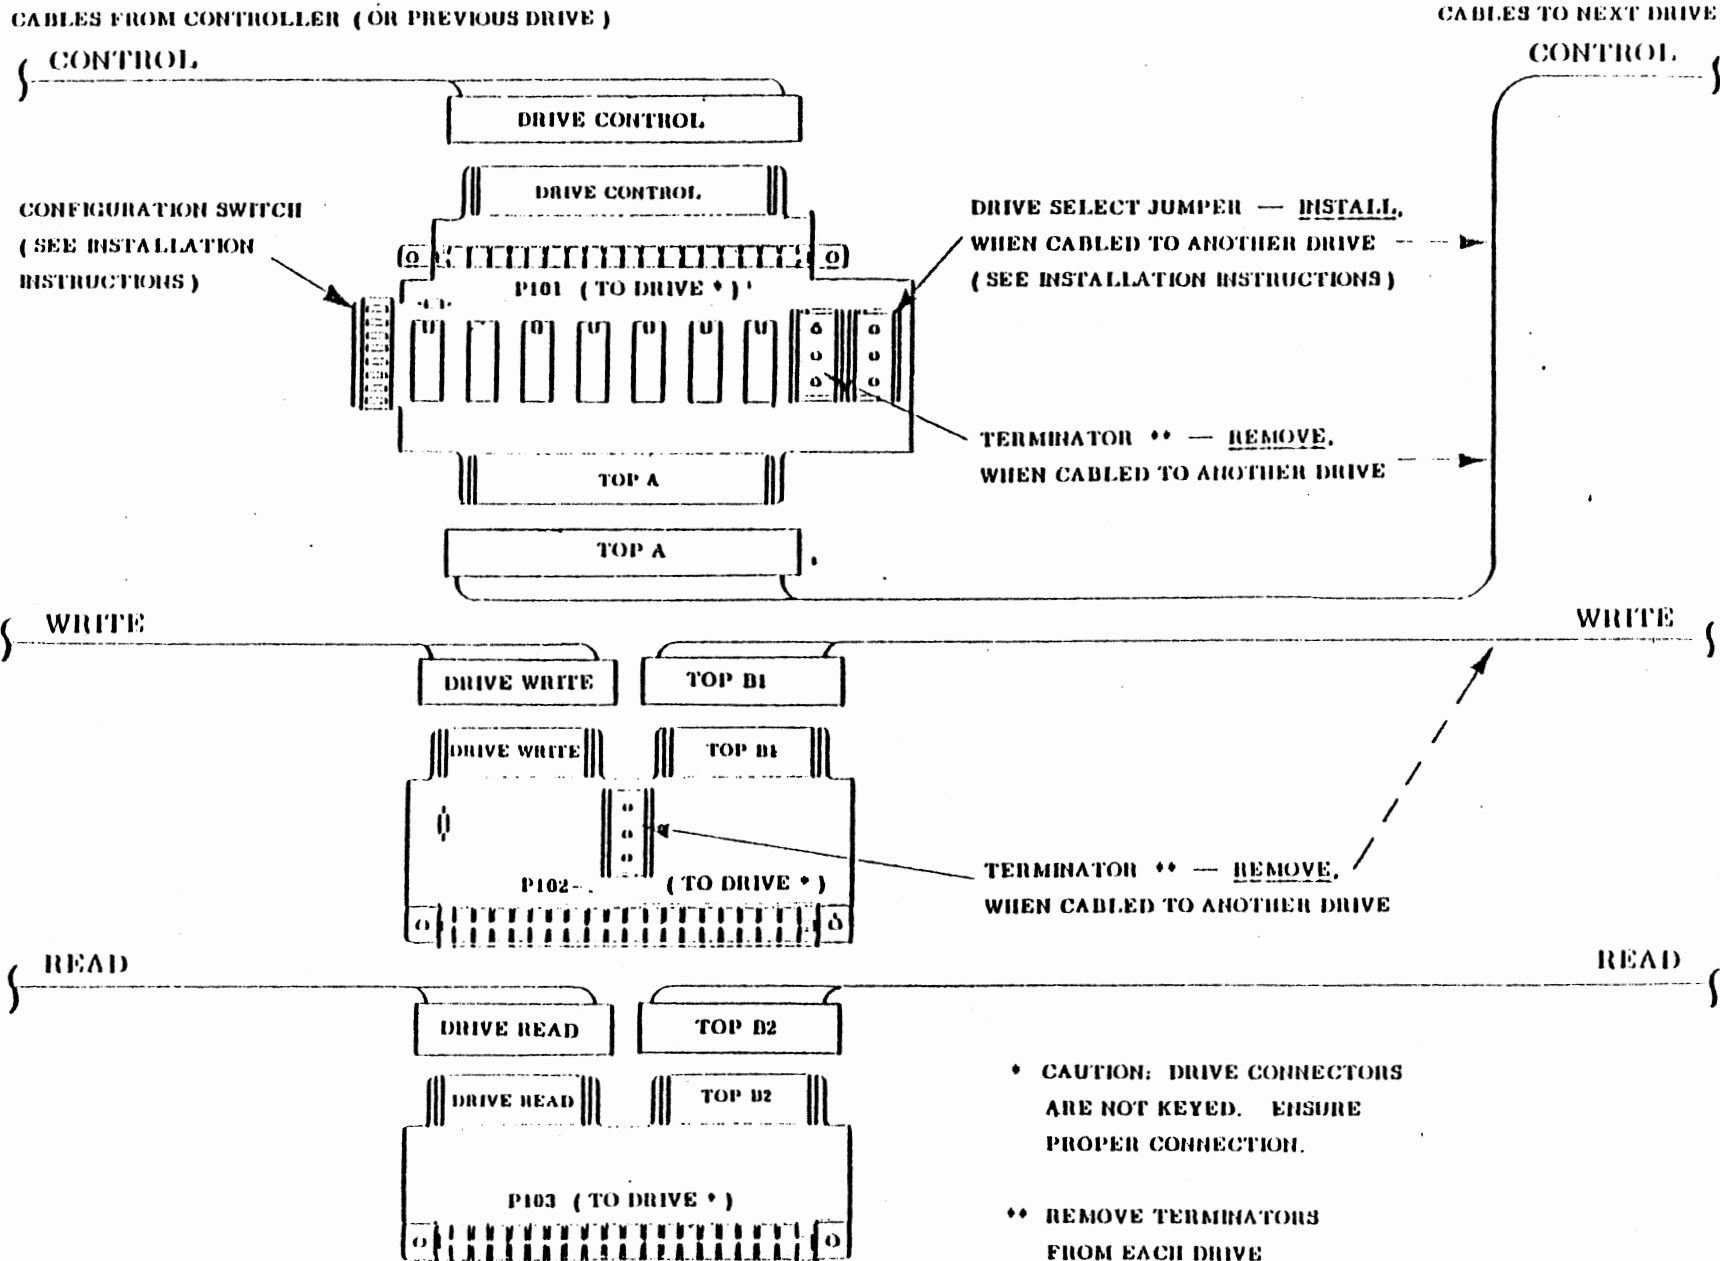 CABLES FROM CONTROLLER ( OR PREVIOUS DRIVE )
CABLES TO NEXT DRIVE
CONTROL
CONTROL
DRIVE CONTROL
DRIVE CONTROL
CONFIGURATION SWITCH
( SEE INSTALLATION
INSTRUCTIONS )
DRIVE SELECT JUMPER — INSTALL,
WHEN CABLED TO ANOTHER DRIVE
( SEE INSTALLATION INSTRUCTIONS )
P101 ( TO DRIVE * )
TERMINATOR ** — REMOVE,
WHEN CABLED TO ANOTHER DRIVE
TOP A
TOP A
WRITE
WRITE
DRIVE WRITE
TOP B1
DRIVE WRITE
TOP B1
P102 ( TO DRIVE * )
TERMINATOR ** — REMOVE,
WHEN CABLED TO ANOTHER DRIVE
READ
READ
DRIVE READ
TOP B2
DRIVE READ
TOP B2
P103 ( TO DRIVE * )
* CAUTION: DRIVE CONNECTORS
ARE NOT KEYED. ENSURE
PROPER CONNECTION.
** REMOVE TERMINATORS
FROM EACH DRIVE